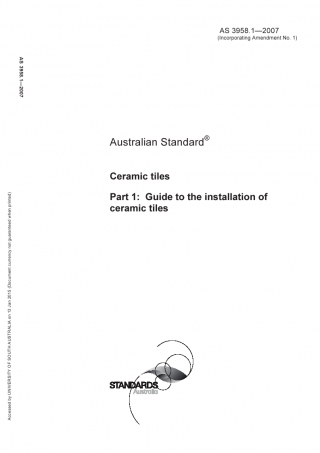 AS 3958.1—2007
(Incorporating Amendment No. 1)
AS 3958.1—2007
Australian Standard®
Ceramic tiles
Part 1: Guide to the installation of
ceramic tiles
Accessed by UNIVERSITY OF SOUTH AUSTRALIA on 15 Jan 2015 (Document currency not guaranteed when printed)
STANDARDS
Australia